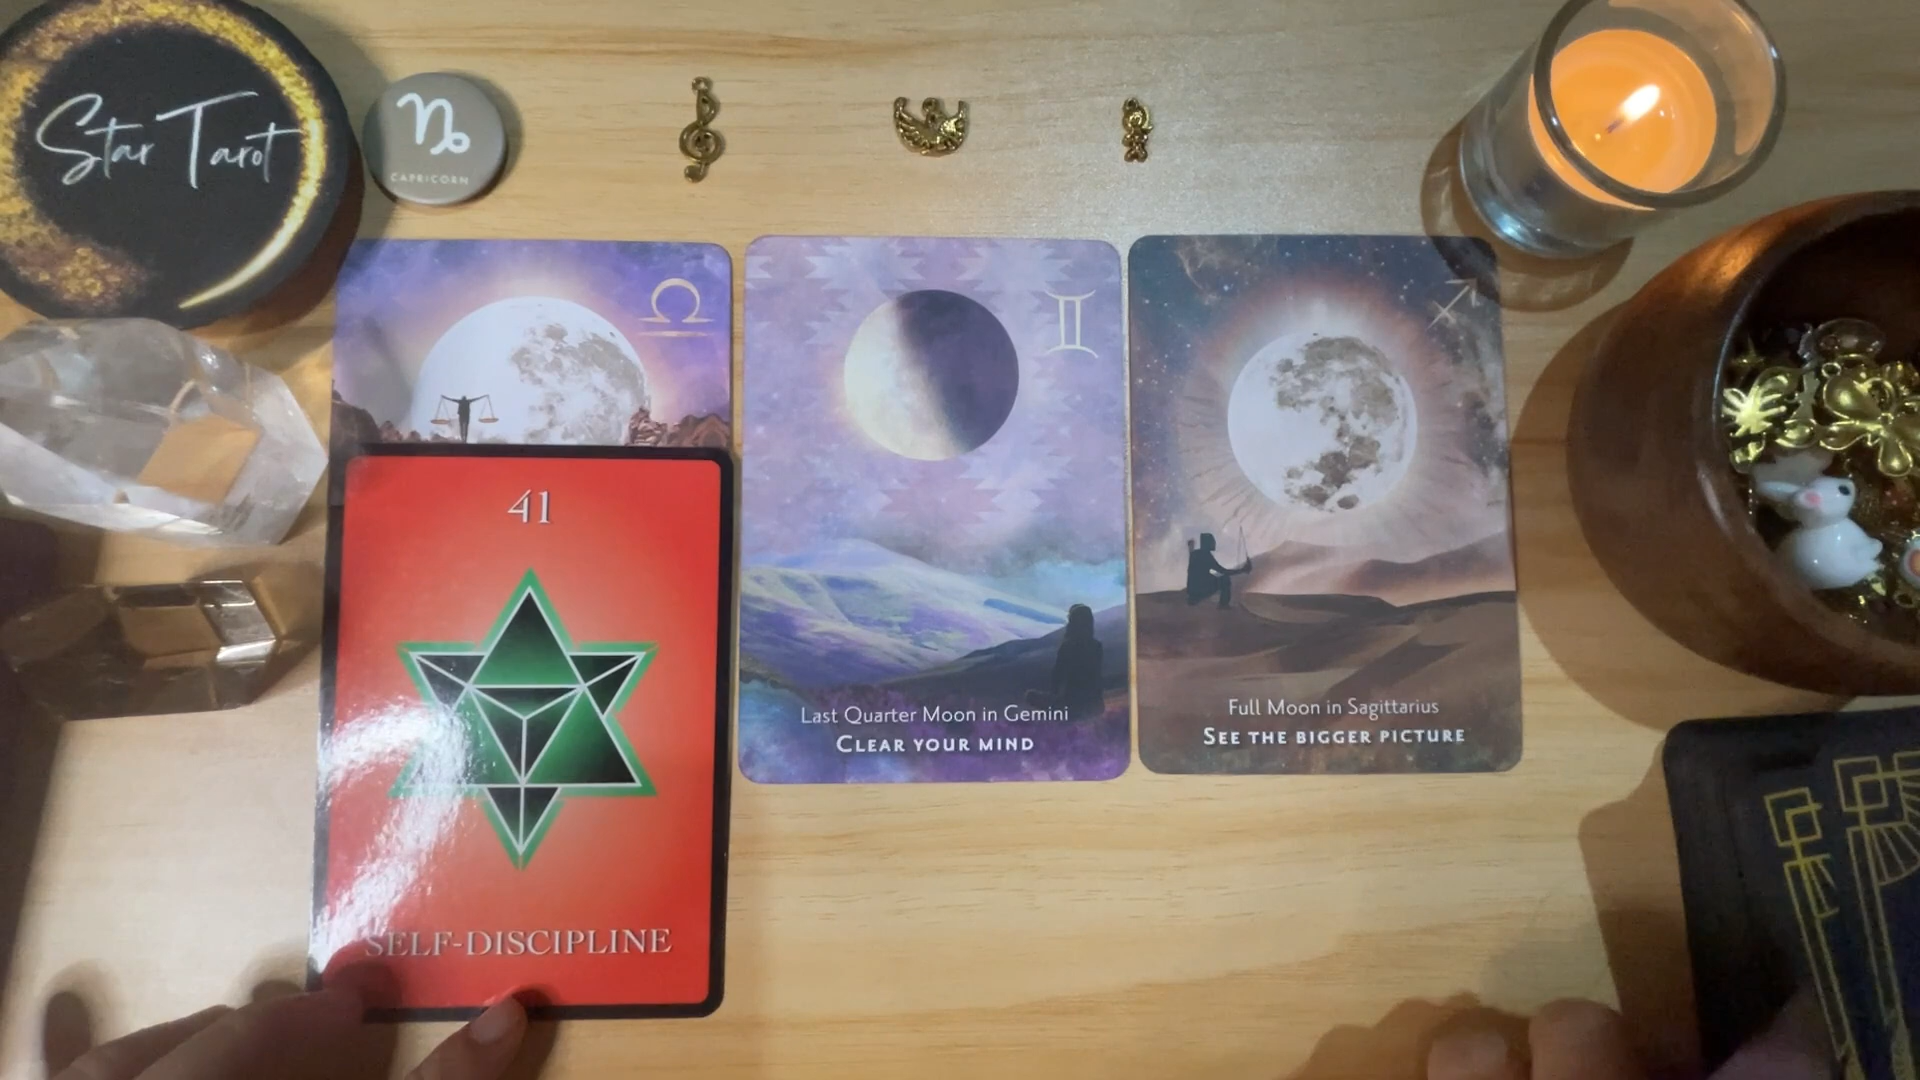 Star Tarot
CAPRICORN
41
SELF-DISCIPLINE
Last Quarter Moon in Gemini
CLEAR YOUR MIND
Full Moon in Sagittarius
SEE THE BIGGER PICTURE